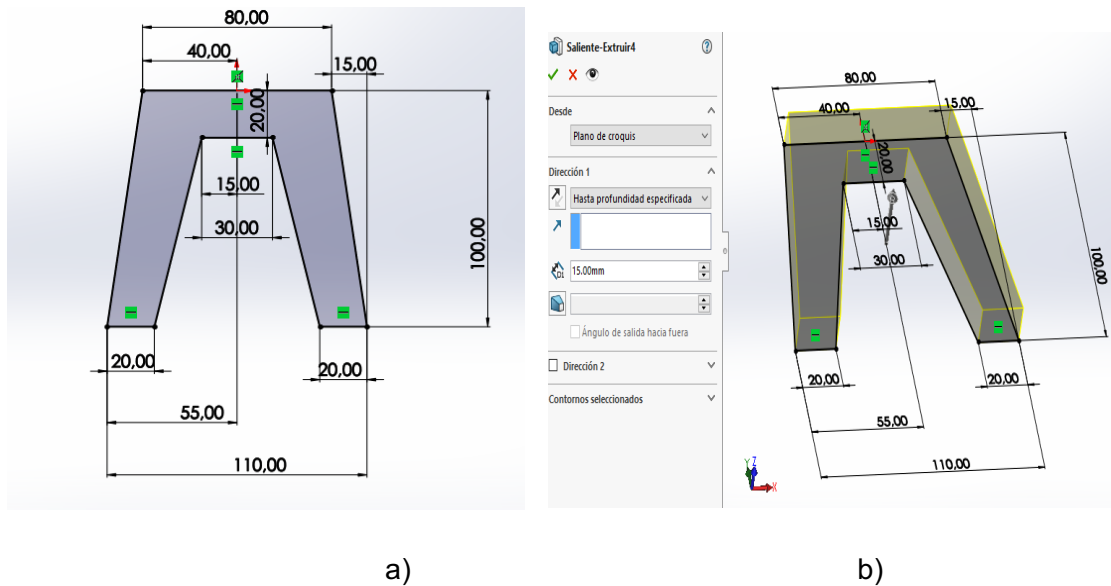 80,00
40,00
15,00
20,00
15,00
30,00
100,00
20,00
20,00
55,00
110,00
a)
Saliente-Extruir4
?
Desde
Plano de croquis
Dirección 1
Hasta profundidad especificada
D1
15.00mm
Ángulo de salida hacia fuera
Dirección 2
Contornos seleccionados
80,00
40,00
15,00
20,00
15,00
30,00
100,00
20,00
20,00
55,00
110,00
Y Z
X
b)